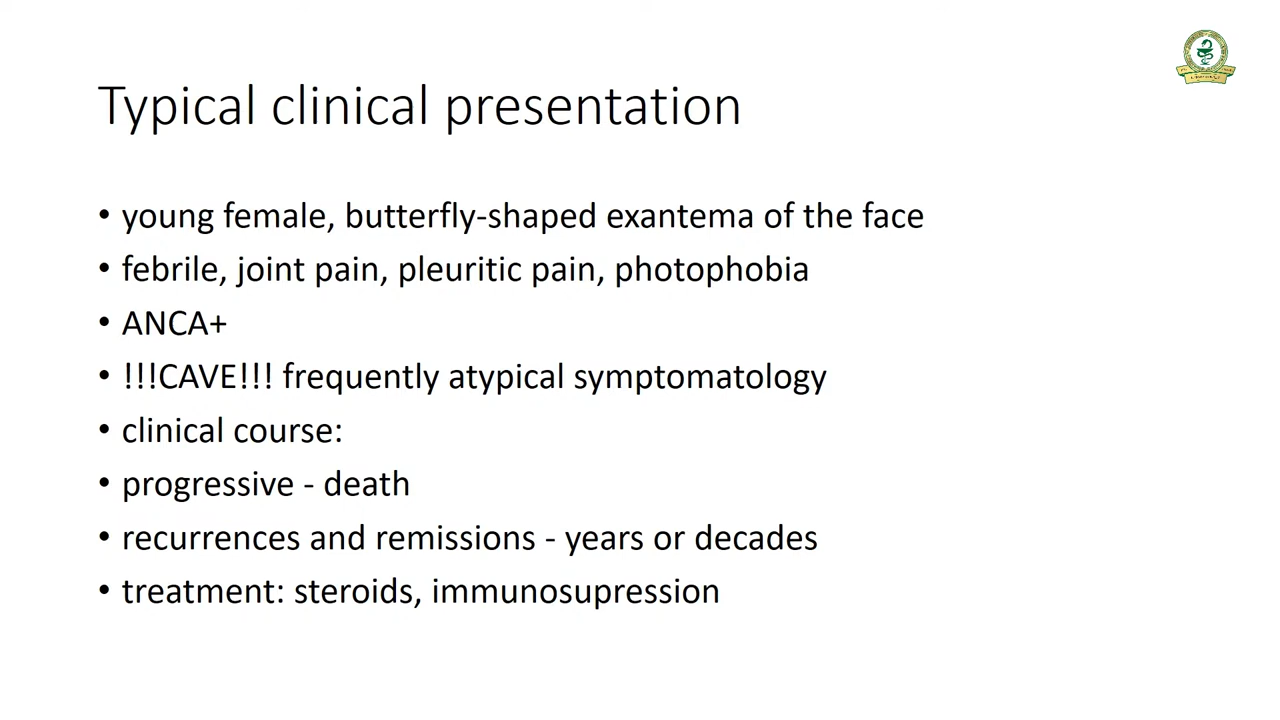 Typical clinical presentation
• young female, butterfly-shaped exantema of the face
• febrile, joint pain, pleuritic pain, photophobia
• ANCA+
• !!!CAVE!!! frequently atypical symptomatology
• clinical course:
• progressive - death
• recurrences and remissions - years or decades
• treatment: steroids, immunosupression